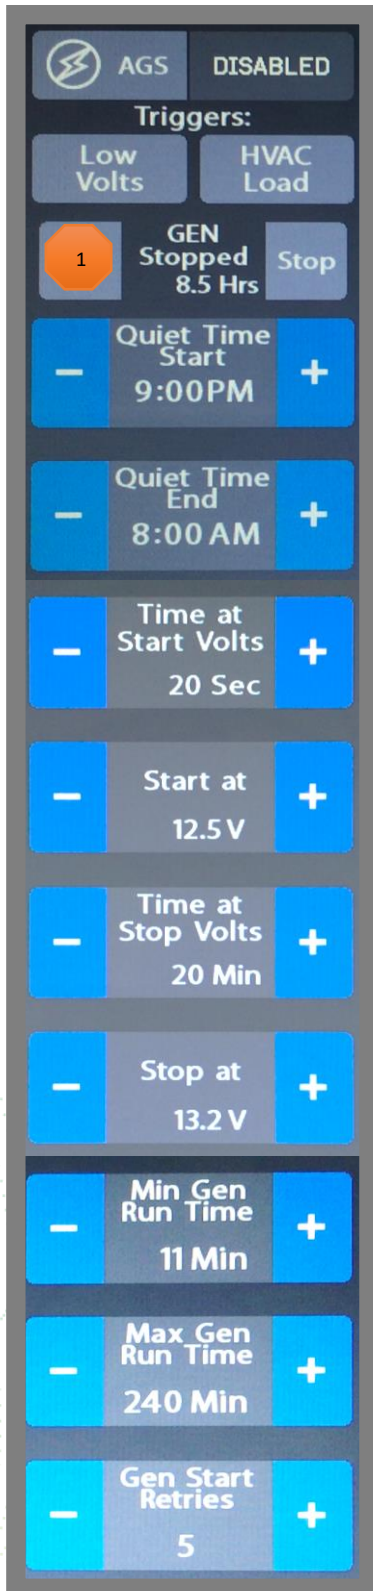 AGS DISABLED
Triggers:
Low
Volts
HVAC
Load
1
GEN
Stopped
8.5 Hrs
Stop
Quiet Time
Start
− 9:00PM +
Quiet Time
End
− 8:00 AM +
Time at
Start Volts
− 20 Sec +
Start at
− 12.5 V +
Time at
Stop Volts
− 20 Min +
Stop at
− 13.2 V +
Min Gen
Run Time
− 11 Min +
Max Gen
Run Time
− 240 Min +
Gen Start
Retries
− 5 +